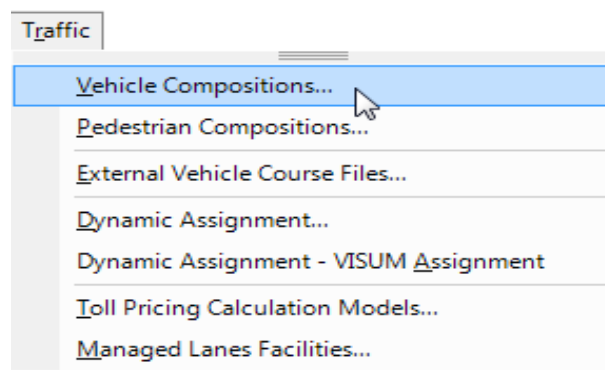 Traffic
Vehicle Compositions...
Pedestrian Compositions...
External Vehicle Course Files...
Dynamic Assignment...
Dynamic Assignment - VISUM Assignment
Toll Pricing Calculation Models...
Managed Lanes Facilities...